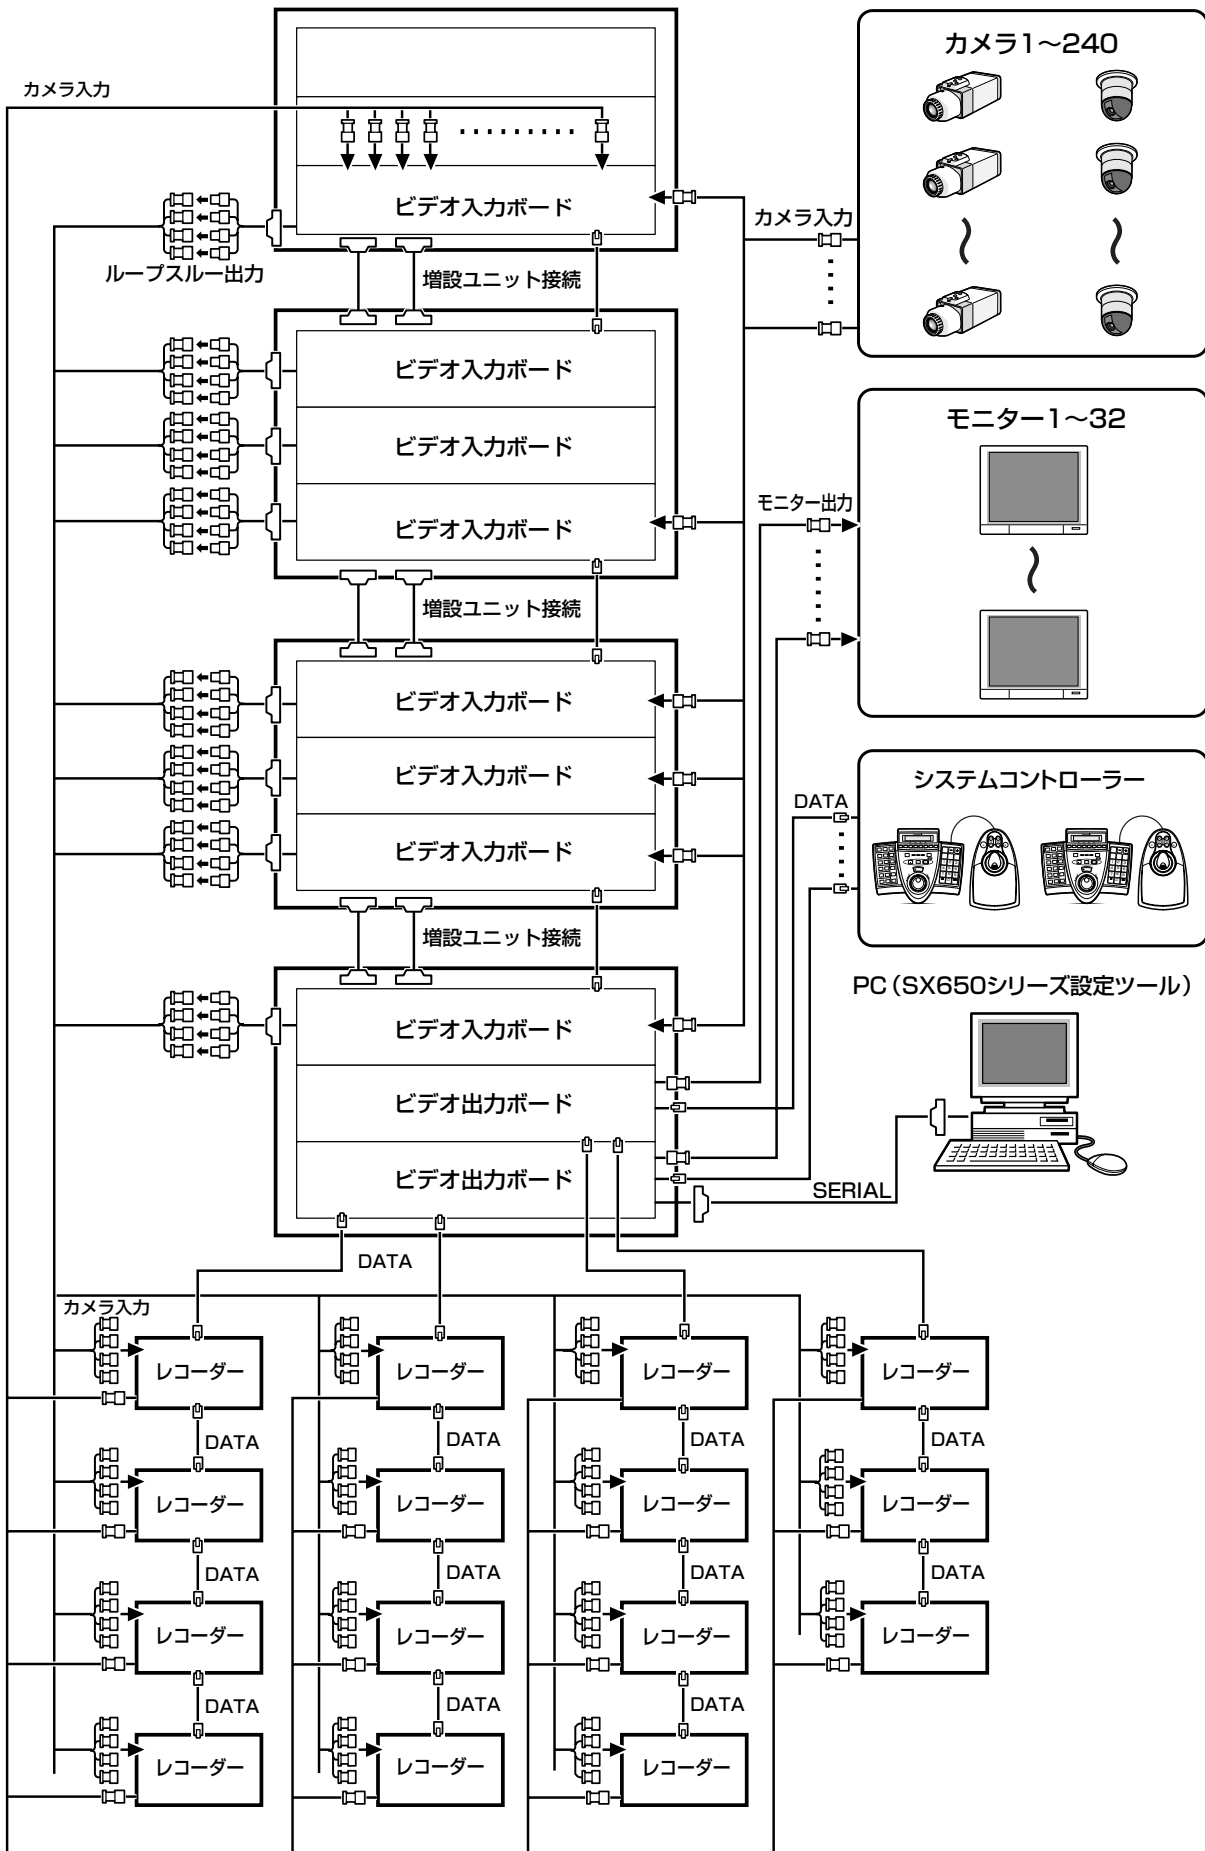 カメラ1〜240
カメラ入力
ビデオ入力ボード
カメラ入力
ループスルー出力
増設ユニット接続
ビデオ入力ボード
ビデオ入力ボード
ビデオ入力ボード
モニター1〜32
モニター出力
増設ユニット接続
ビデオ入力ボード
ビデオ入力ボード
ビデオ入力ボード
システムコントローラー
DATA
増設ユニット接続
PC（SX650シリーズ設定ツール）
ビデオ入力ボード
ビデオ出力ボード
ビデオ出力ボード
SERIAL
DATA
カメラ入力
レコーダー
レコーダー
レコーダー
レコーダー
DATA
DATA
DATA
DATA
レコーダー
レコーダー
レコーダー
レコーダー
DATA
DATA
DATA
DATA
レコーダー
レコーダー
レコーダー
レコーダー
DATA
DATA
DATA
レコーダー
レコーダー
レコーダー